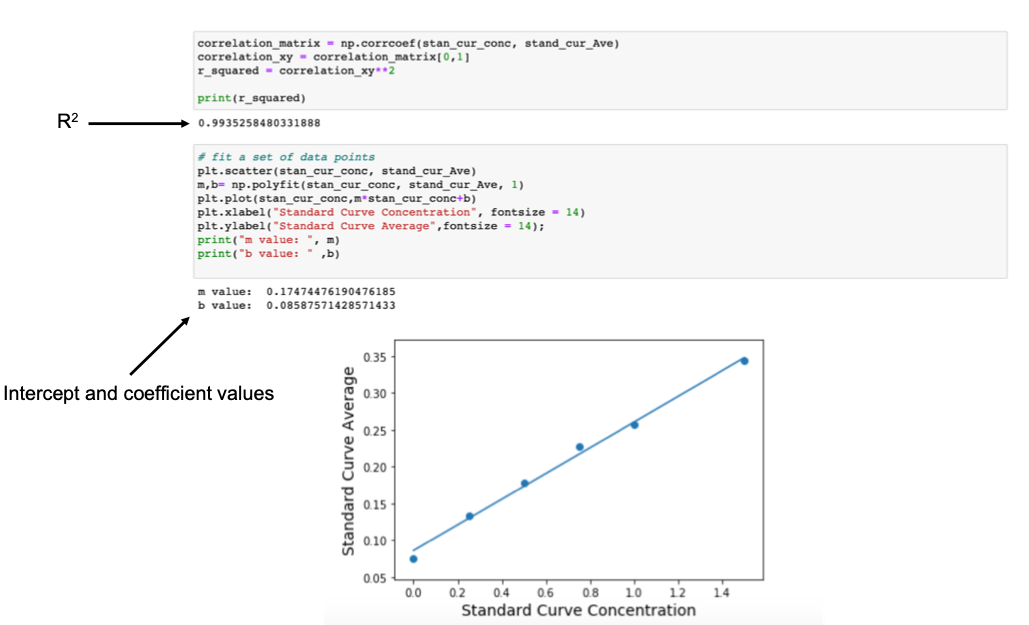 correlation_matrix = np.corrcoef(stan_cur_conc, stand_cur_Ave)
correlation_xy = correlation_matrix[0,1]
r_squared = correlation_xy**2
print(r_squared)
R²
0.9935258480331888
# fit a set of data points
plt.scatter(stan_cur_conc, stand_cur_Ave)
m,b= np.polyfit(stan_cur_conc, stand_cur_Ave, 1)
plt.plot(stan_cur_conc,m*stan_cur_conc+b)
plt.xlabel("Standard Curve Concentration", fontsize = 14)
plt.ylabel("Standard Curve Average",fontsize = 14);
print("m value: ", m)
print("b value: " ,b)
m value:  0.17474476190476185
b value:  0.08587571428571433
Intercept and coefficient values
Standard Curve Average
0.35
0.30
0.25
0.20
0.15
0.10
0.05
0.0 0.2 0.4 0.6 0.8 1.0 1.2 1.4
Standard Curve Concentration